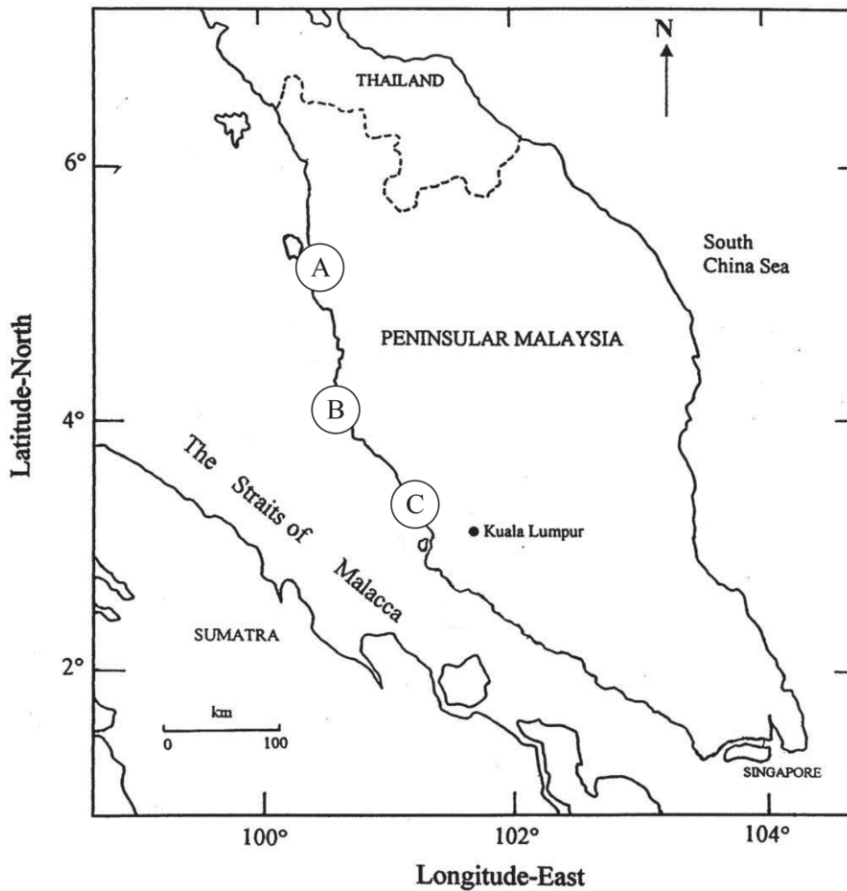 N
THAILAND
6°
A
South
China Sea
Latitude-North
PENINSULAR MALAYSIA
B
4°
The Straits of Malacca
C
Kuala Lumpur
SUMATRA
2°
km
0 100
SINGAPORE
100° 102° 104°
Longitude-East